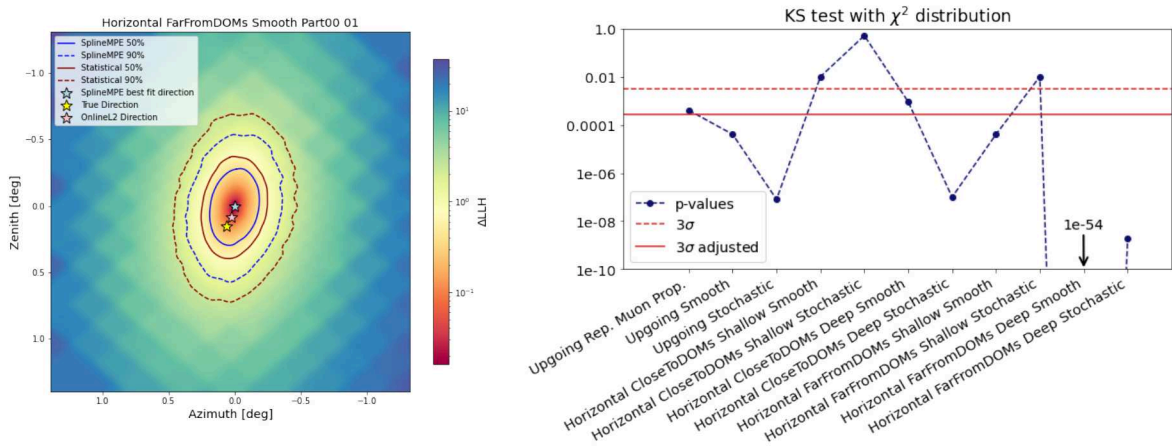 Horizontal FarFromDOMs Smooth Part00 01
SplineMPE 50%
SplineMPE 90%
Statistical 50%
Statistical 90%
SplineMPE best fit direction
True Direction
OnlineL2 Direction
−1.0
−0.5
0.0
0.5
1.0
Zenith [deg]
1.0
0.5
0.0
−0.5
−1.0
Azimuth [deg]
10¹
10⁰
10⁻¹
ΔLLH
KS test with χ² distribution
1.0
0.01
0.0001
1e-06
1e-08
1e-10
p-values
3σ
3σ adjusted
1e-54
Upgoing Rep. Muon Prop.
Upgoing Smooth
Upgoing Stochastic
Horizontal CloseToDOMs Shallow Smooth
Horizontal CloseToDOMs Shallow Stochastic
Horizontal CloseToDOMs Deep Smooth
Horizontal CloseToDOMs Deep Stochastic
Horizontal FarFromDOMs Shallow Smooth
Horizontal FarFromDOMs Shallow Stochastic
Horizontal FarFromDOMs Deep Smooth
Horizontal FarFromDOMs Deep Stochastic